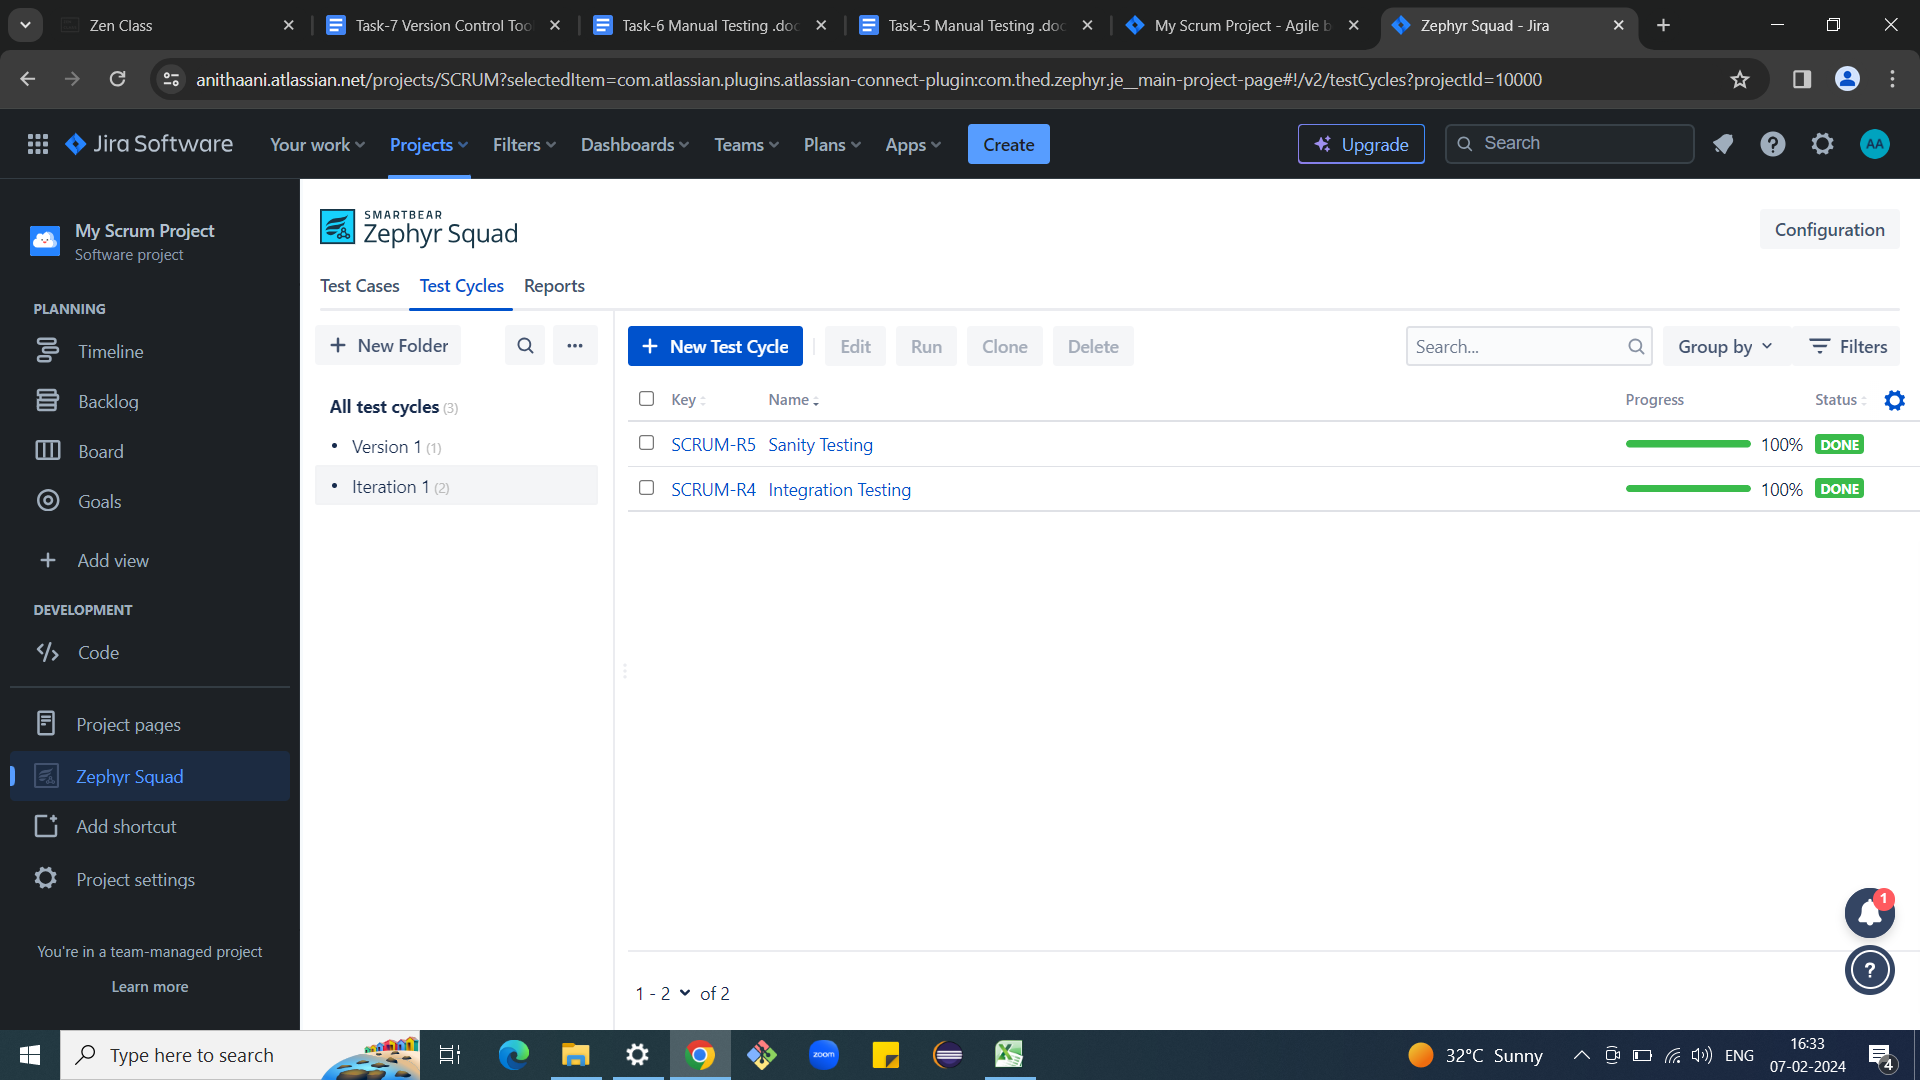 Zen Class
Task-7 Version Control Tool
Task-6 Manual Testing .doc
Task-5 Manual Testing .doc
My Scrum Project - Agile b
Zephyr Squad - Jira
anithaani.atlassian.net/projects/SCRUM?selectedItem=com.atlassian.plugins.atlassian-connect-plugin:com.thed.zephyr.je__main-project-page#!/v2/testCycles?projectId=10000
Jira Software
Your work
Projects
Filters
Dashboards
Teams
Plans
Apps
Create
Upgrade
Search
AA
My Scrum Project
Software project
PLANNING
Timeline
Backlog
Board
Goals
Add view
DEVELOPMENT
Code
Project pages
Zephyr Squad
Add shortcut
Project settings
You're in a team-managed project
Learn more
SMARTBEAR
Zephyr Squad
Configuration
Test Cases
Test Cycles
Reports
+ New Folder
...
All test cycles (3)
• Version 1 (1)
• Iteration 1 (2)
+ New Test Cycle
Edit
Run
Clone
Delete
Search...
Group by
Filters
Key
Name
Progress
Status
SCRUM-R5 Sanity Testing 100% DONE
SCRUM-R4 Integration Testing 100% DONE
1
?
1 - 2 of 2
Type here to search
zoom
32°C Sunny
ENG
16:33
07-02-2024
4